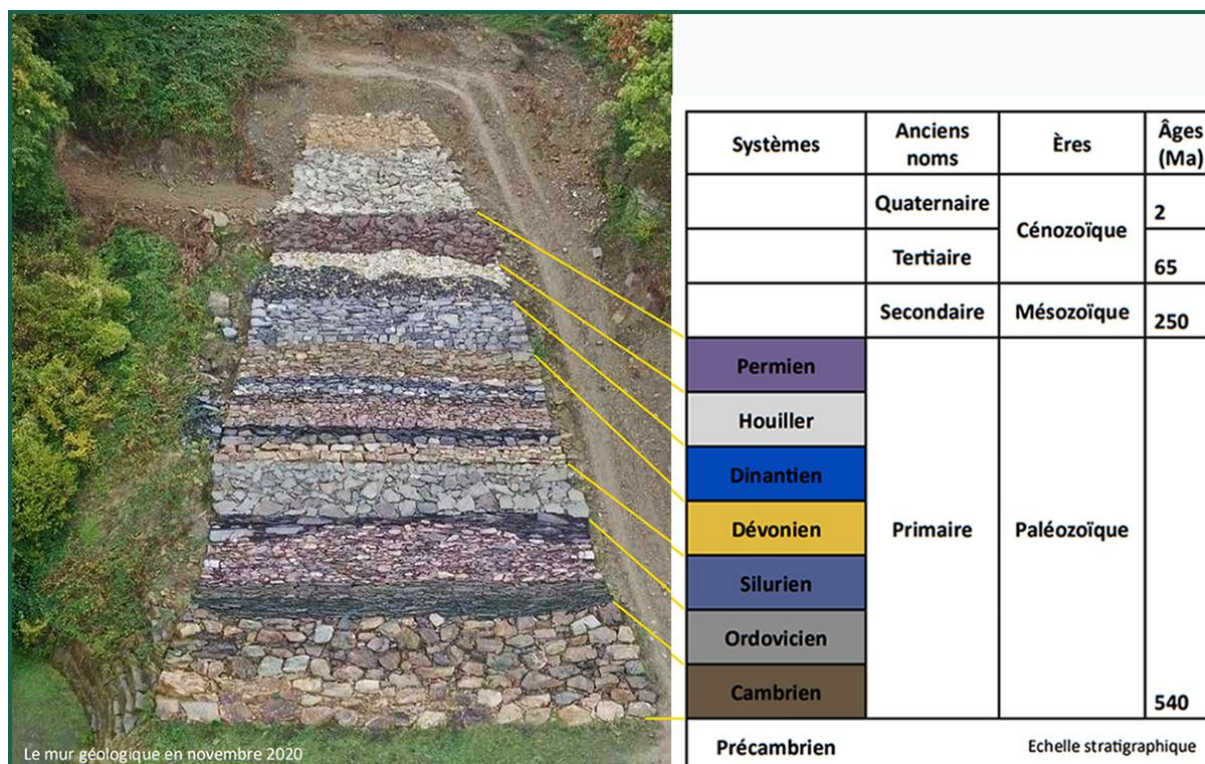 Systèmes
Anciens
noms
Ères
Âges
(Ma)
Quaternaire
Cénozoïque
2
Tertiaire
65
Secondaire
Mésozoïque
250
Permien
Houiller
Dinantien
Dévonien
Primaire
Paléozoïque
Silurien
Ordovicien
Cambrien
540
Précambrien
Echelle stratigraphique
Le mur géologique en novembre 2020